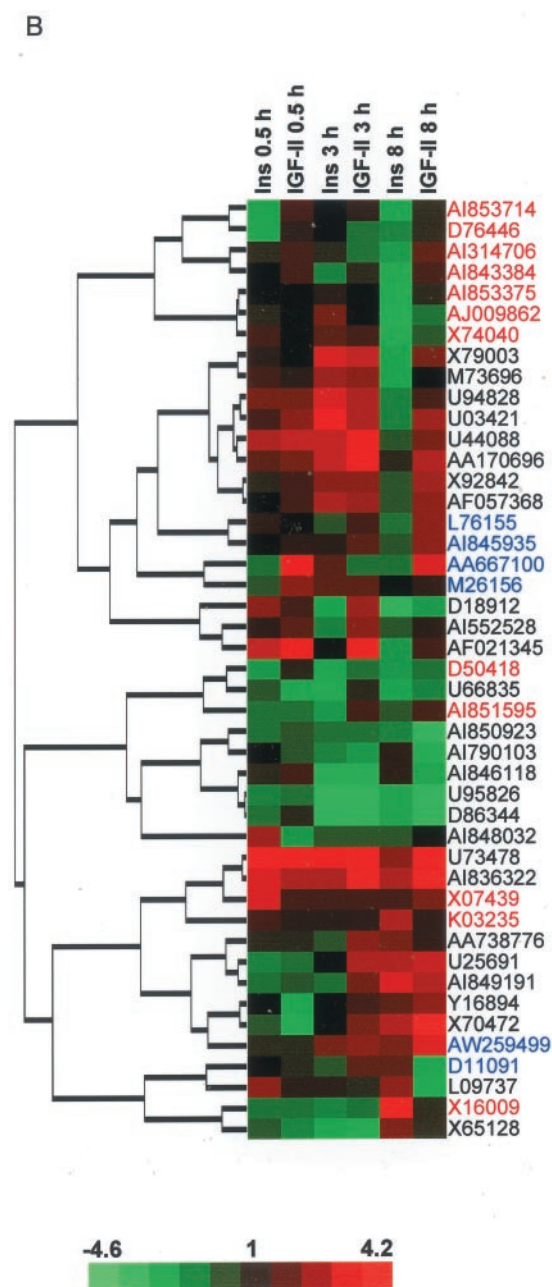 B
Ins 0.5 h
IGF-II 0.5 h
Ins 3 h
IGF-II 3 h
Ins 8 h
IGF-II 8 h
AI853714
D76446
AI314706
AI843384
AI853375
AJ009862
X74040
X79003
M73696
U94828
U03421
U44088
AA170696
X92842
AF057368
L76155
AI845935
AA667100
M26156
D18912
AI552528
AF021345
D50418
U66835
AI851595
AI850923
AI790103
AI846118
U95826
D86344
AI848032
U73478
AI836322
X07439
K03235
AA738776
U25691
AI849191
Y16894
X70472
AW259499
D11091
L09737
X16009
X65128
-4.6 1 4.2